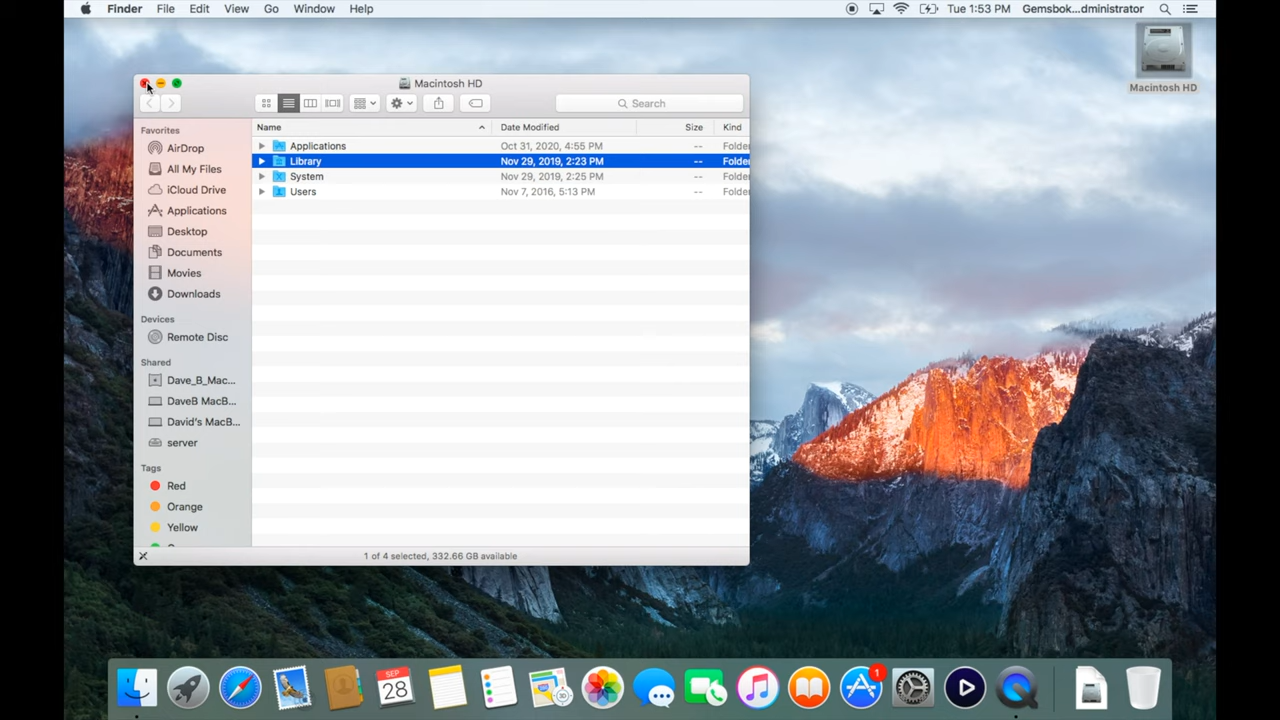 Finder File Edit View Go Window Help Tue 1:53 PM Gemsbok...dministrator
Macintosh HD
Macintosh HD
Search
Name Date Modified Size Kind
Favorites
AirDrop
All My Files
iCloud Drive
Applications
Desktop
Documents
Movies
Downloads
Devices
Remote Disc
Shared
Dave_B_Mac...
DaveB MacB...
David's MacB...
server
Tags
Red
Orange
Yellow
Applications Oct 31, 2020, 4:55 PM -- Folder
Library Nov 29, 2019, 2:23 PM -- Folder
System Nov 29, 2019, 2:25 PM -- Folder
Users Nov 7, 2016, 5:13 PM -- Folder
1 of 4 selected, 332.66 GB available
SEP
28
1